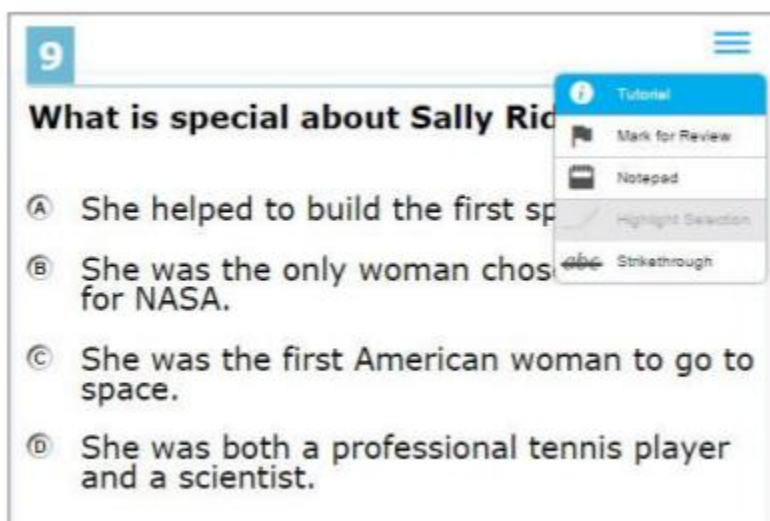 9
What is special about Sally Rid
Tutorial
Mark for Review
Notepad
Highlight Selection
abc Strikethrough
Ⓐ She helped to build the first sp
Ⓑ She was the only woman chos
for NASA.
Ⓒ She was the first American woman to go to
space.
Ⓓ She was both a professional tennis player
and a scientist.